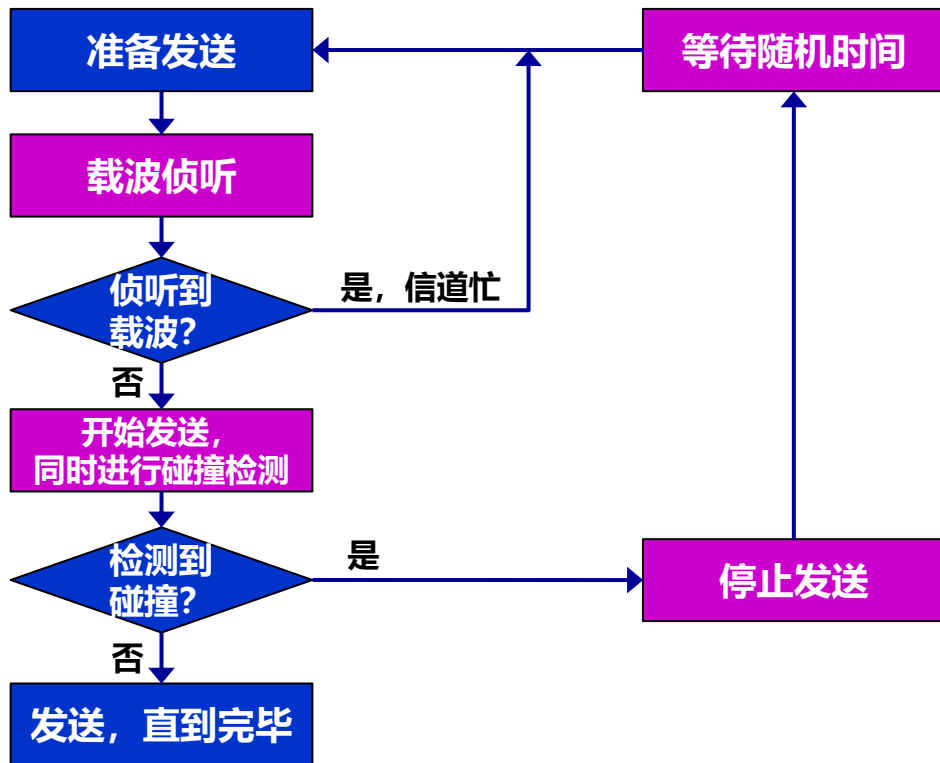 准备发送
等待随机时间
载波侦听
侦听到
载波？
是，信道忙
否
开始发送，
同时进行碰撞检测
检测到
碰撞？
是
停止发送
否
发送，直到完毕